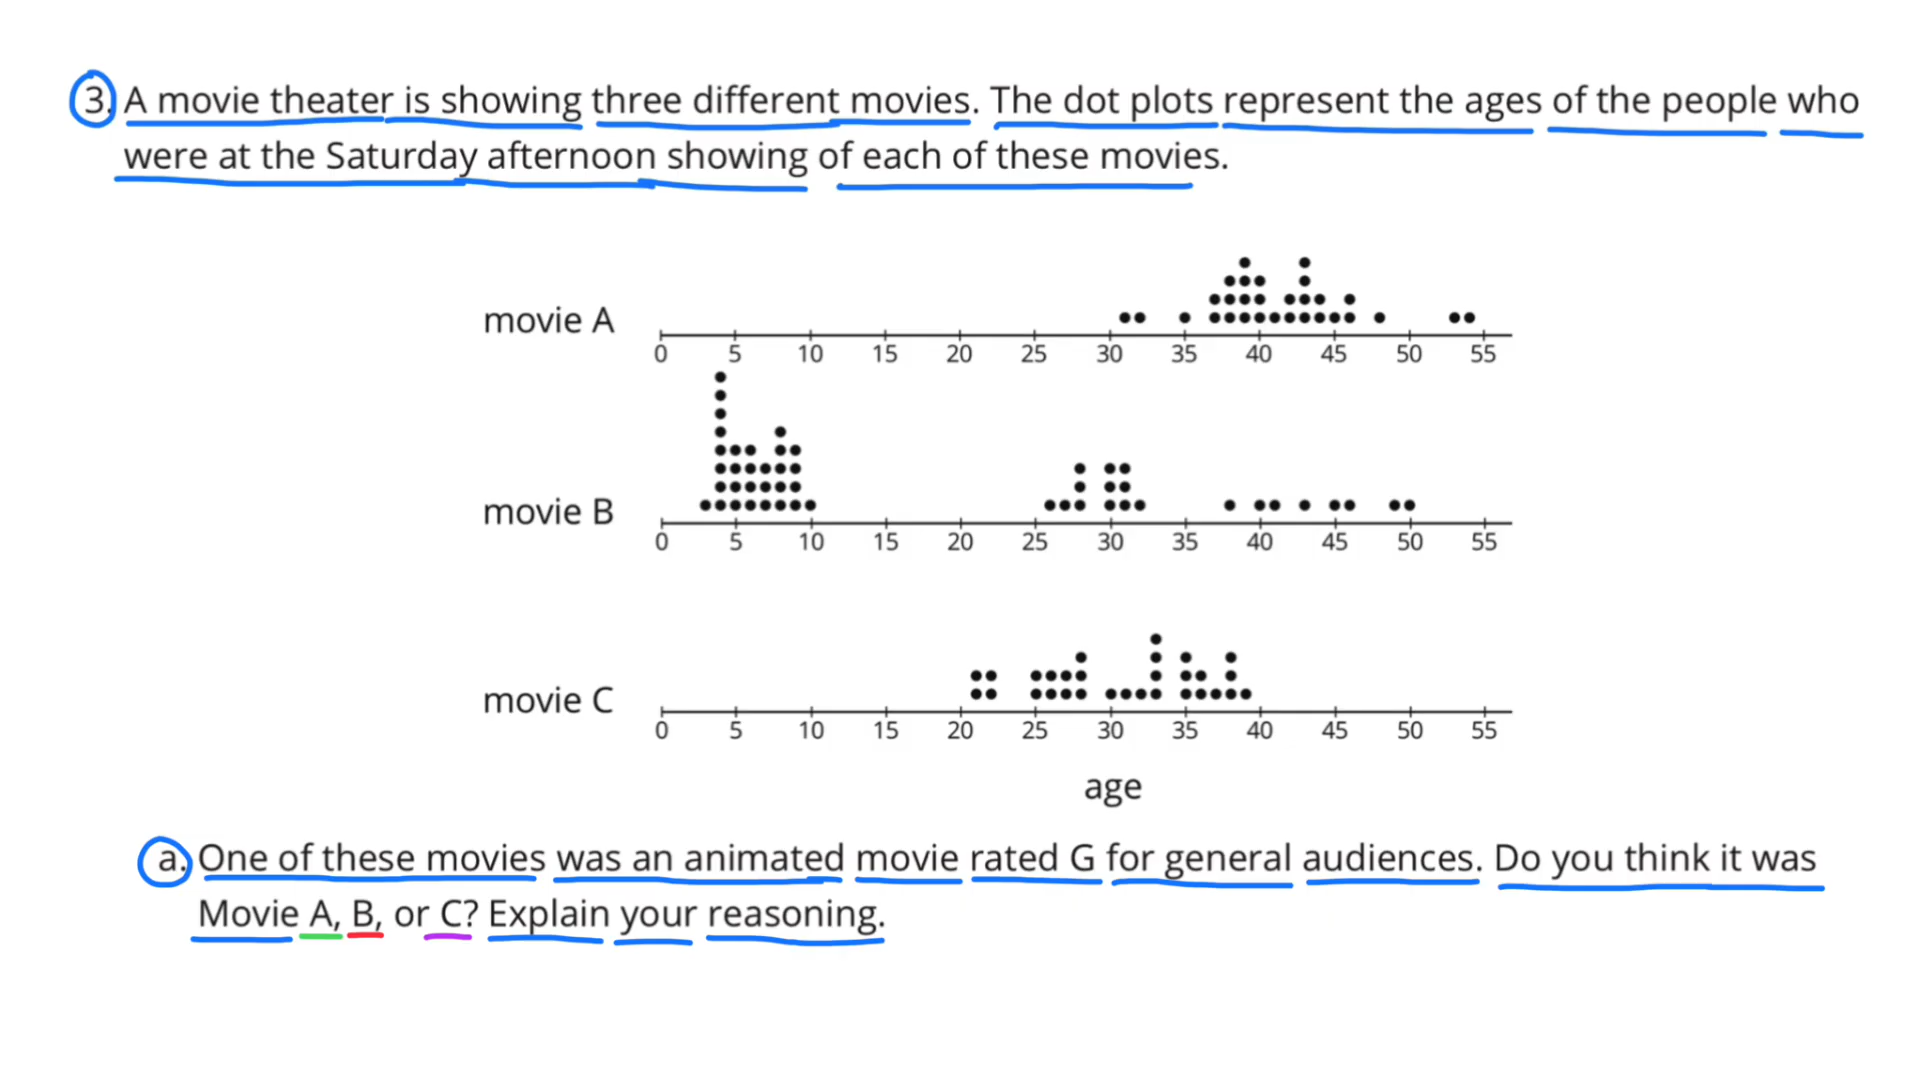 3. A movie theater is showing three different movies. The dot plots represent the ages of the people who
were at the Saturday afternoon showing of each of these movies.
movie A
0 5 10 15 20 25 30 35 40 45 50 55
movie B
0 5 10 15 20 25 30 35 40 45 50 55
movie C
0 5 10 15 20 25 30 35 40 45 50 55
age
a. One of these movies was an animated movie rated G for general audiences. Do you think it was
Movie A, B, or C? Explain your reasoning.